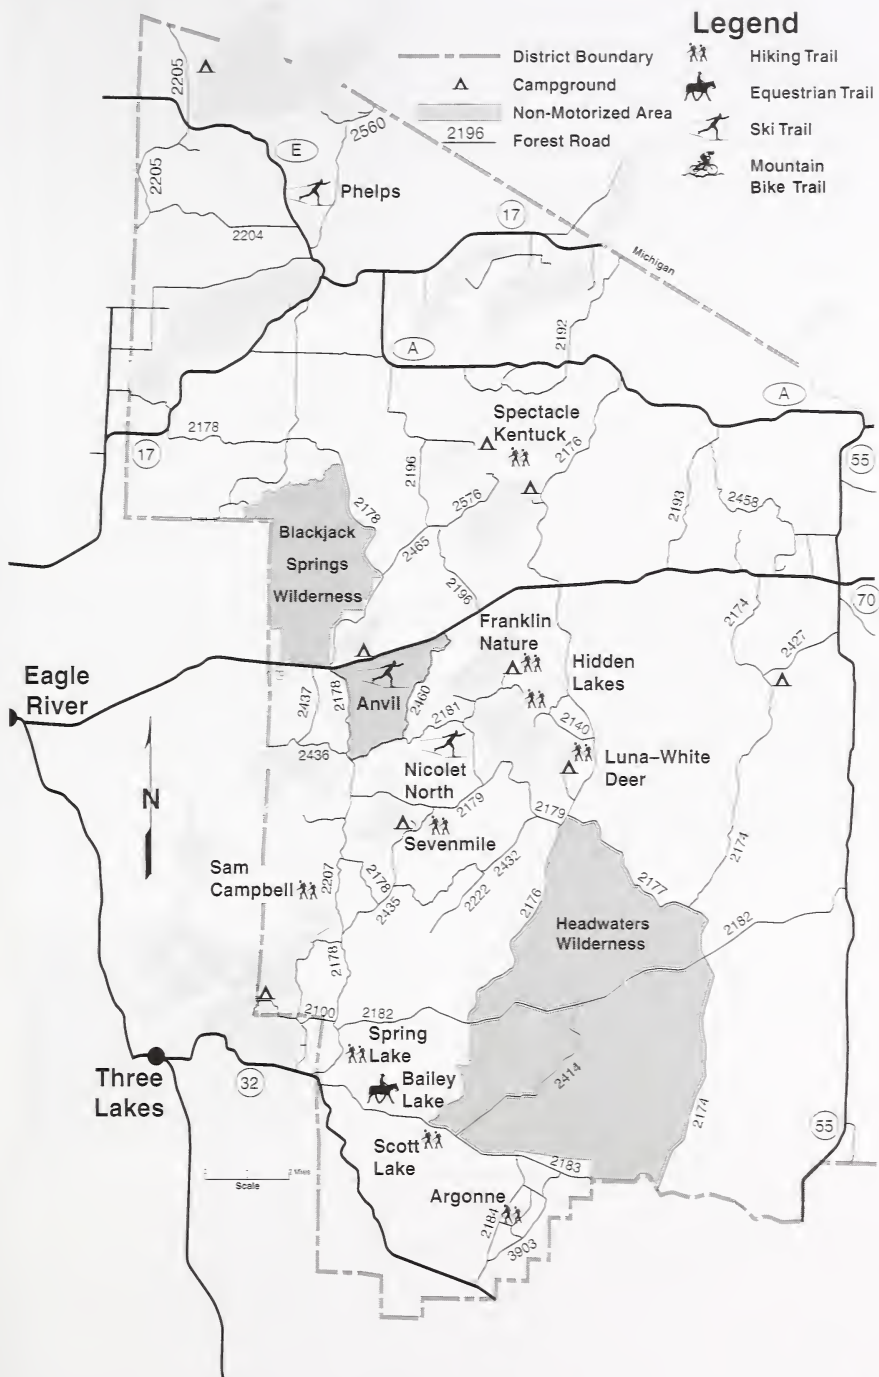 Legend
District Boundary
Campground
Non-Motorized Area
2196
Forest Road
Hiking Trail
Equestrian Trail
Ski Trail
Mountain
Bike Trail
2205
2560
E
2205
Phelps
17
2204
Michigan
2192
A
A
Spectacle
Kentuck
2178
2176
17
55
2196
2178
2576
2193
2458
Blackjack
Springs
Wilderness
2465
2196
70
2174
Franklin
Nature
2427
Hidden
Lakes
Eagle
River
2437
2178
Anvil
2460
2181
2140
2436
Luna-White
Deer
Nicolet
North
N
2179
2179
Sevenmile
2174
Sam
Campbell
2207
2178
2432
2177
2435
2222
2176
Headwaters
Wilderness
2182
2178
2100
2182
Spring
Lake
Three
Lakes
32
Bailey
Lake
2414
2174
55
Scott
Lake
2183
2 Miles
Scale
Argonne
2184
3903